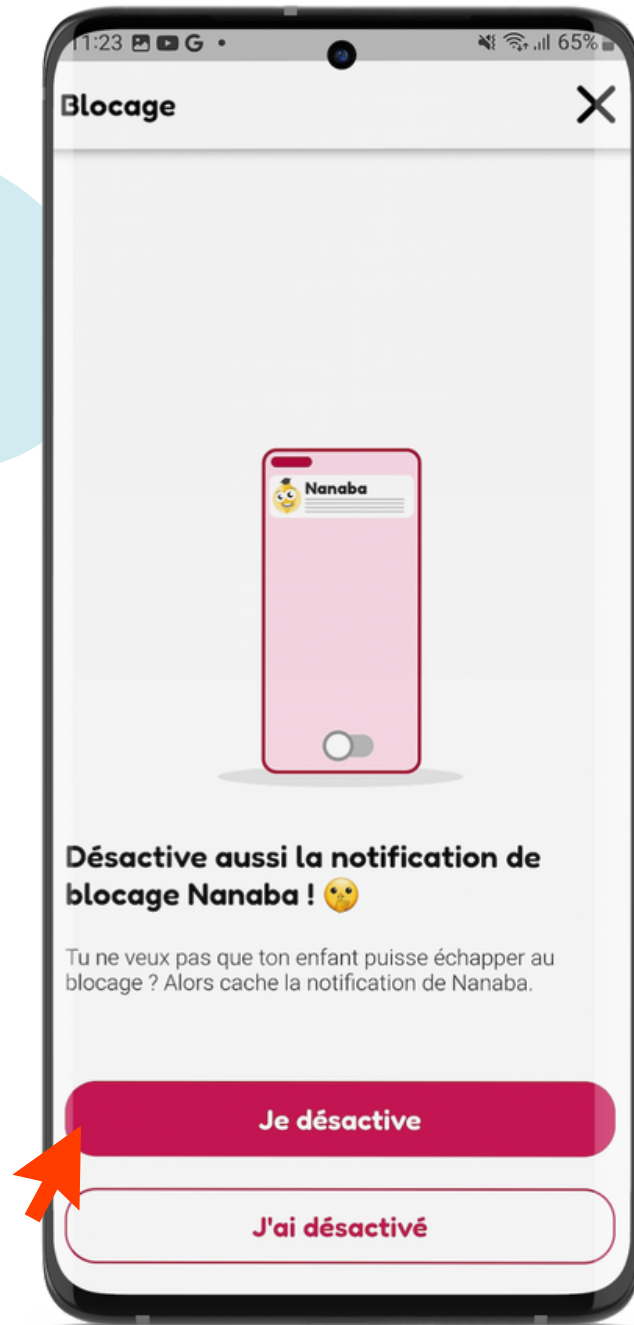 11:23 G •
65%
Blocage
Nanaba
Désactive aussi la notification de
blocage Nanaba ! 🤫
Tu ne veux pas que ton enfant puisse échapper au
blocage ? Alors cache la notification de Nanaba.
Je désactive
J'ai désactivé